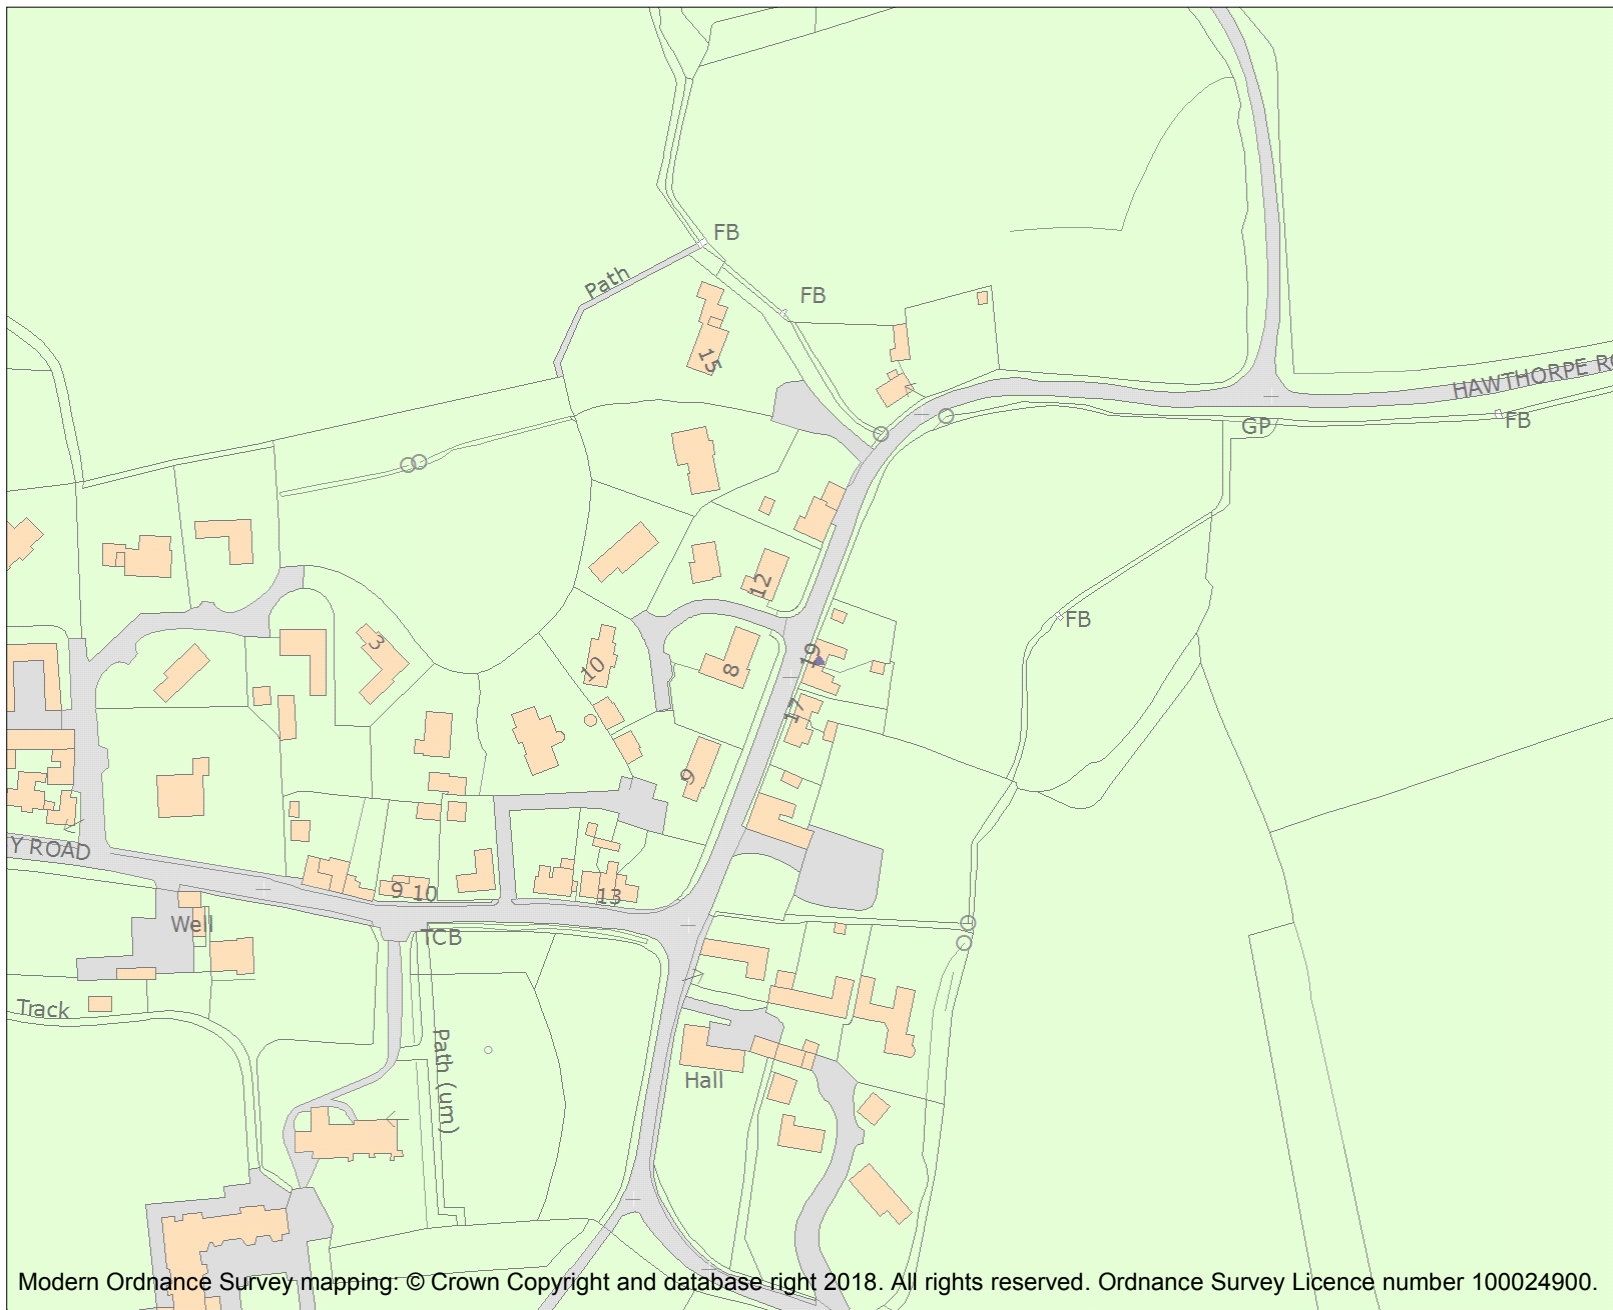 FB
Path
FB
15
HAWTHORPE RO
GP
FB
12
FB
3
19
10
8
17
9
Y ROAD
9 10
13
Well
TCB
Track
Path (um)
Hall
Modern Ordnance Survey mapping: © Crown Copyright and database right 2018. All rights reserved. Ordnance Survey Licence number 100024900.